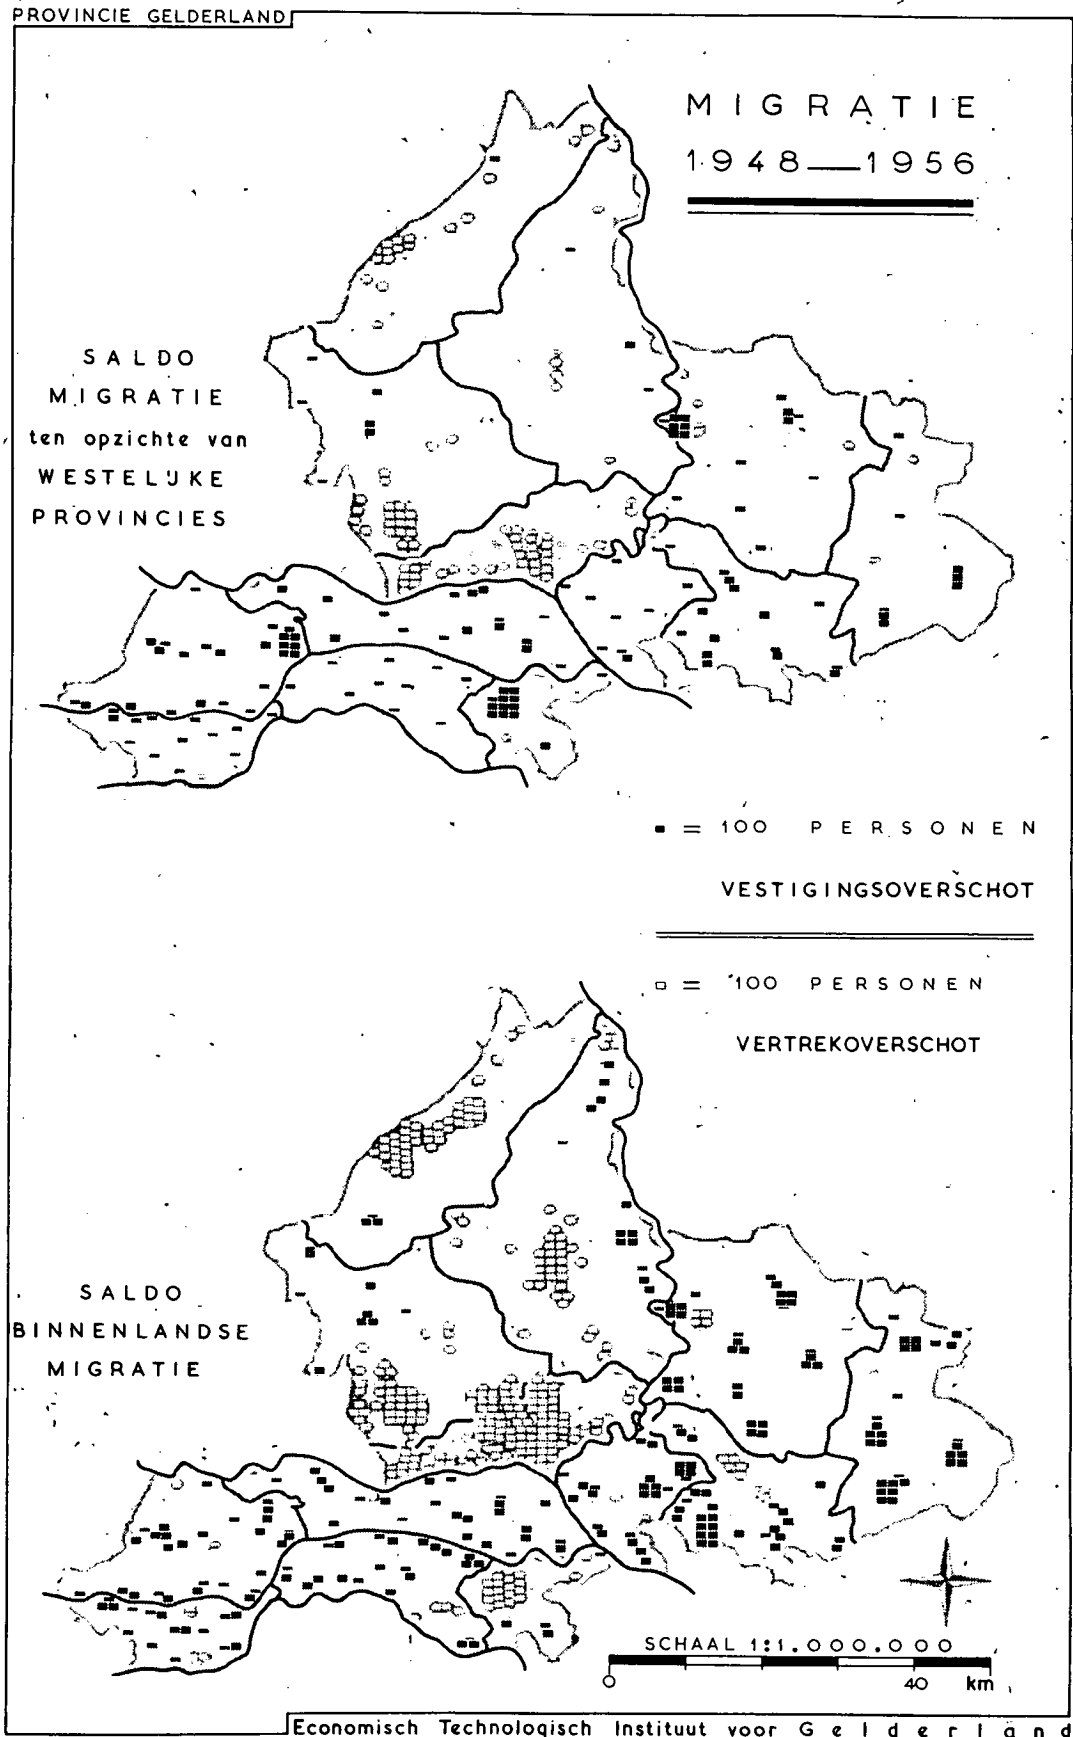 PROVINCIE GELDERLAND
MIGRATIE
1948—1956
SALDO
MIGRATIE
ten opzichte van
WESTELIJKE
PROVINCIES
■ = 100 PERSONEN
VESTIGINGSOVERSCHOT
□ = 100 PERSONEN
VERTREKOVERSCHOT
SALDO
BINNENLANDSE
MIGRATIE
SCHAAL 1:1.000.000
0 40 km
Economisch Technologisch Instituut voor Gelderland